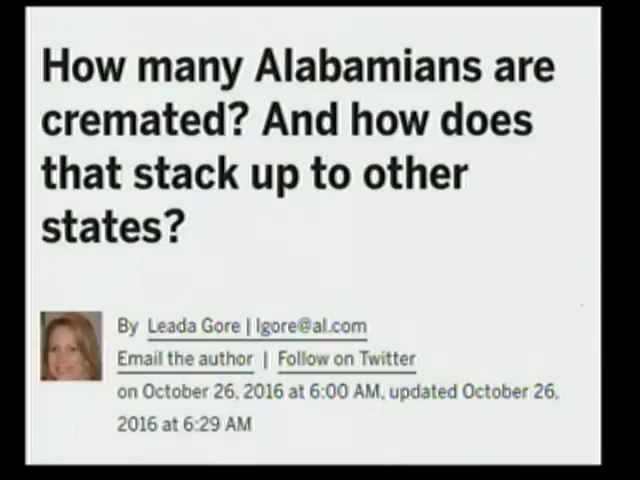 How many Alabamians are
cremated? And how does
that stack up to other
states?
By Leada Gore | lgore@al.com
Email the author | Follow on Twitter
on October 26, 2016 at 6:00 AM, updated October 26,
2016 at 6:29 AM